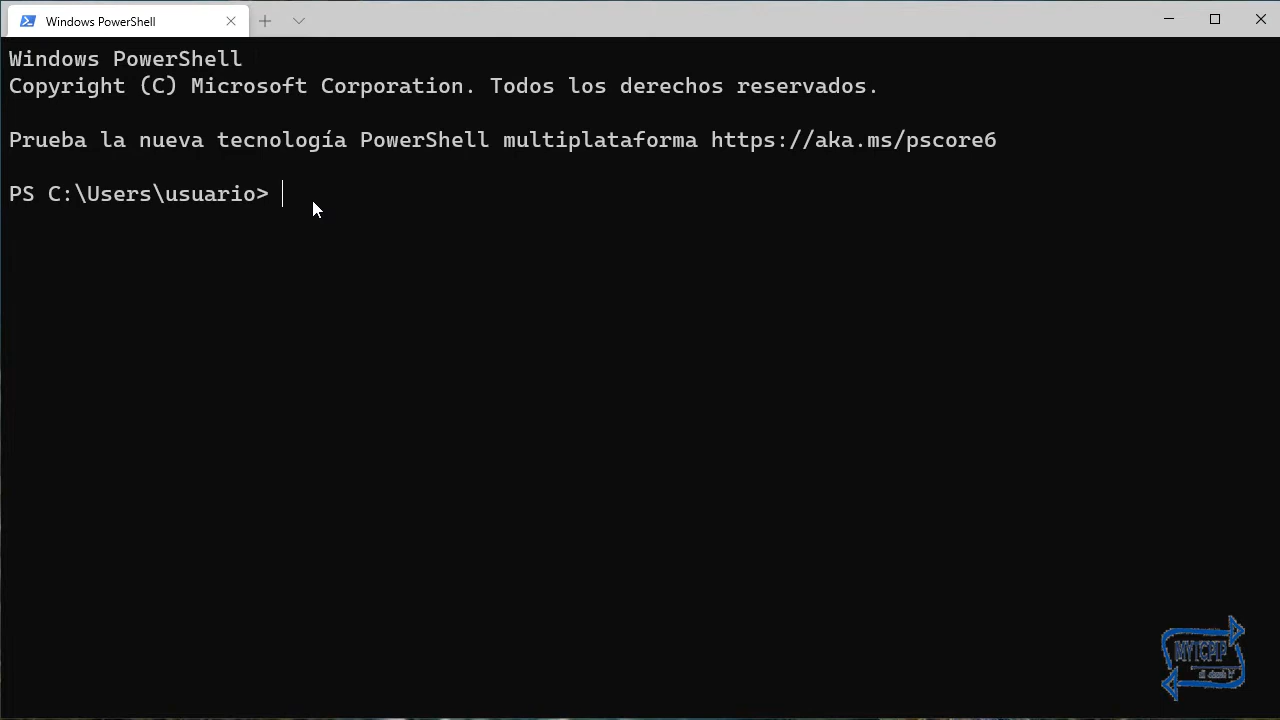 Windows PowerShell
Windows PowerShell
Copyright (C) Microsoft Corporation. Todos los derechos reservados.
Prueba la nueva tecnología PowerShell multiplataforma https://aka.ms/pscore6
PS C:\Users\usuario>